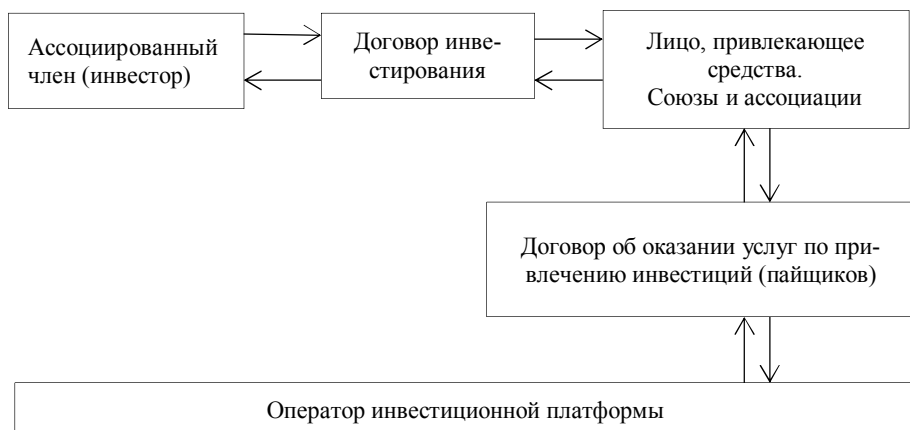 Ассоциированный
член (инвестор)
Договор инве-
стирования
Лицо, привлекающее
средства.
Союзы и ассоциации
Договор об оказании услуг по при-
влечению инвестиций (пайщиков)
Оператор инвестиционной платформы